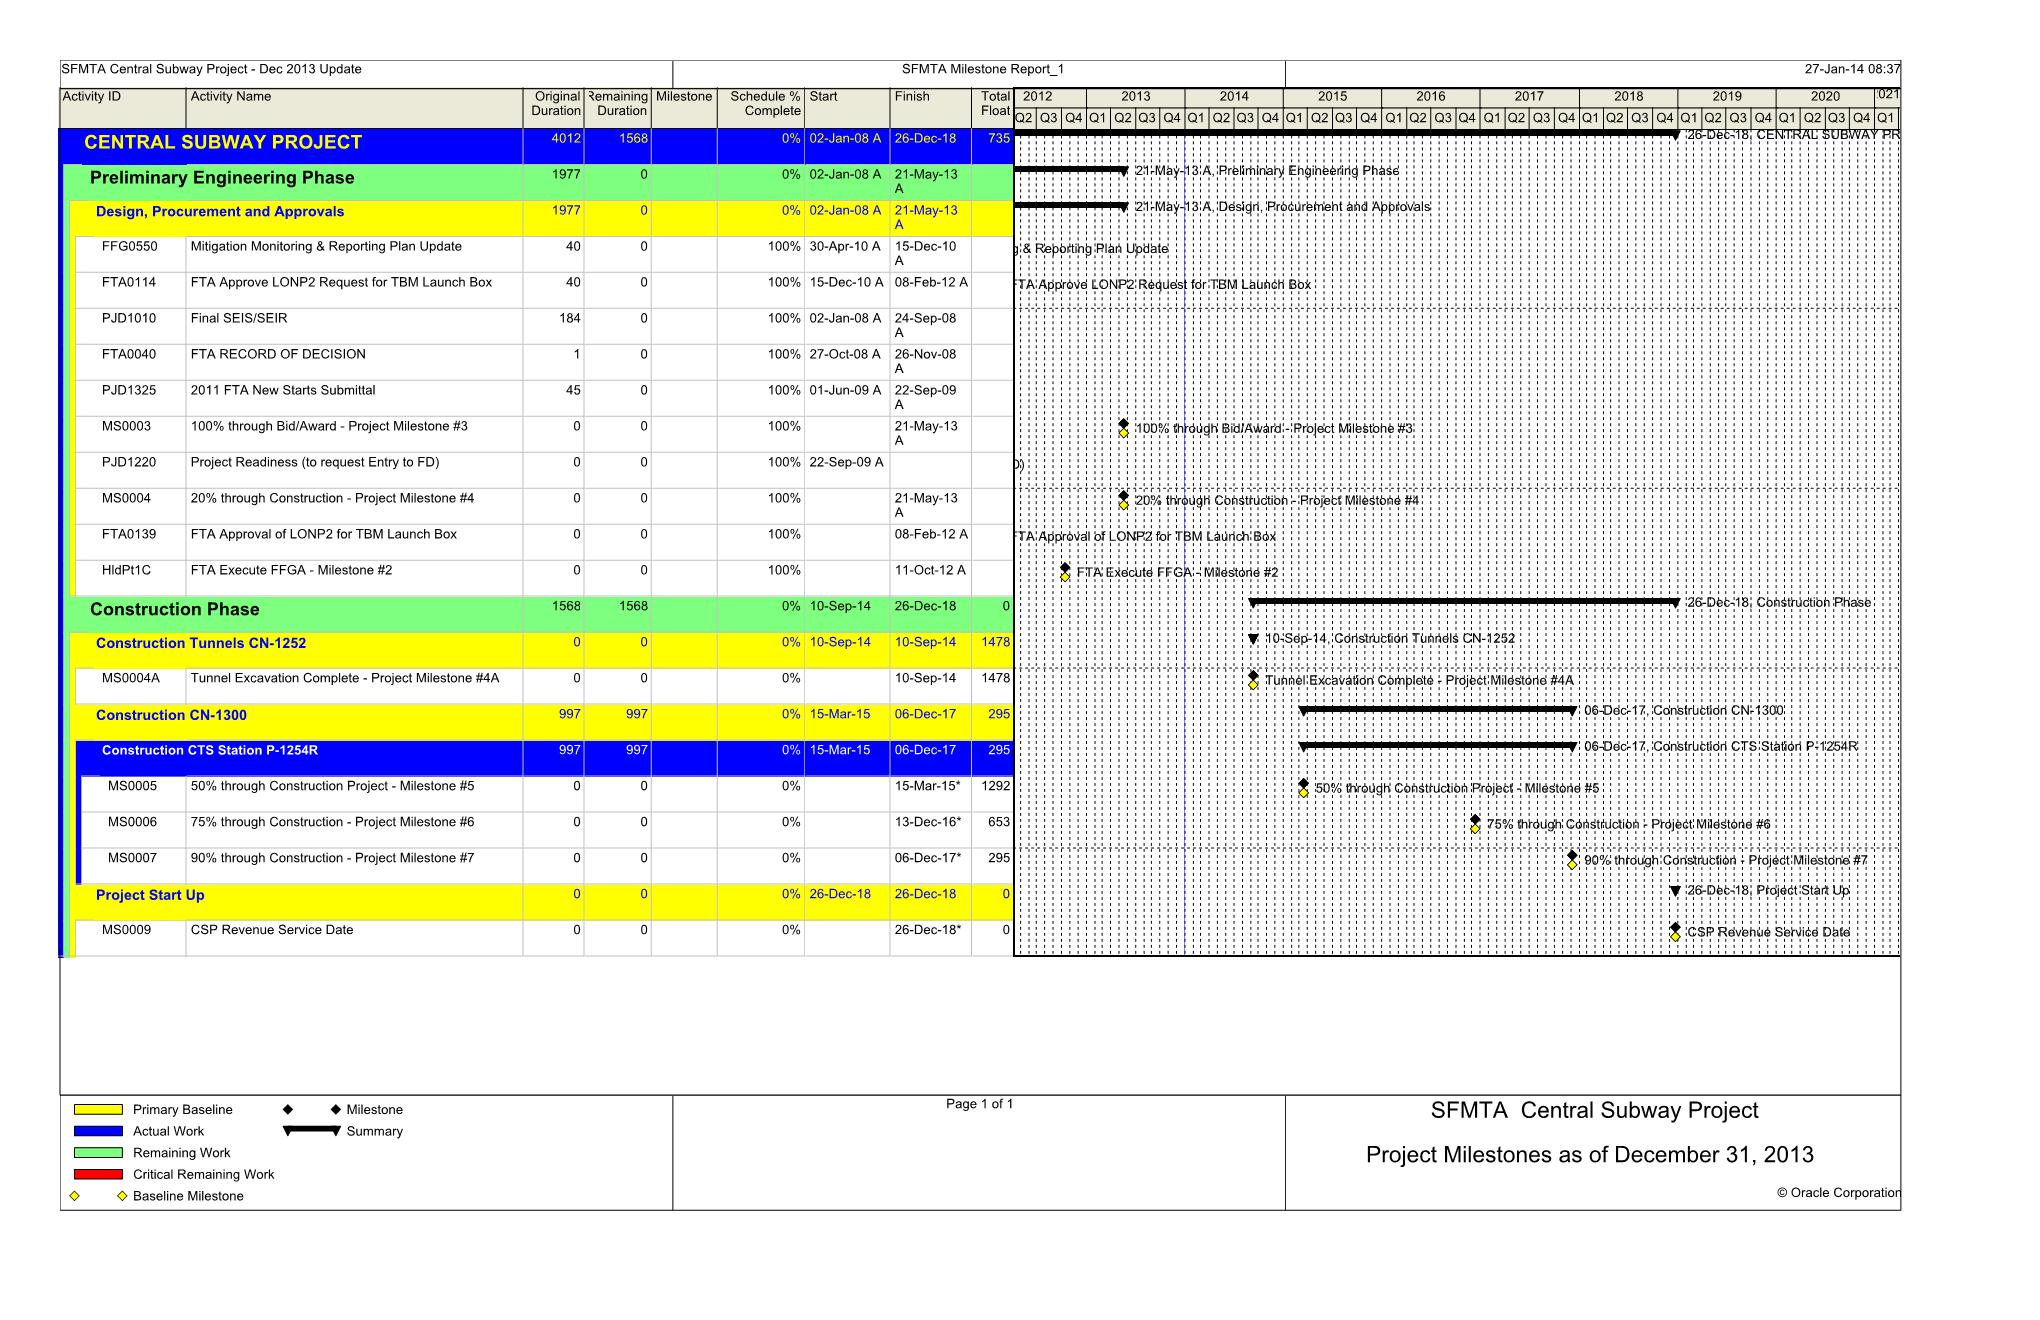 SFMTA Central Subway Project - Dec 2013 Update SFMTA Milestone Report_1 27-Jan-14 08:37
Activity ID Activity Name Original Remaining Milestone Schedule % Start Finish Total 2012 2013 2014 2015 2016 2017 2018 2019 2020 021
Duration Duration Complete Float Q2 Q3 Q4 Q1 Q2 Q3 Q4 Q1 Q2 Q3 Q4 Q1 Q2 Q3 Q4 Q1 Q2 Q3 Q4 Q1 Q2 Q3 Q4 Q1 Q2 Q3 Q4 Q1 Q2 Q3 Q4 Q1 Q2 Q3 Q4 Q1
CENTRAL SUBWAY PROJECT 4012 1568 0% 02-Jan-08 A 26-Dec-18 735 26-Dec-18, CENTRAL SUBWAY PR
Preliminary Engineering Phase 1977 0 0% 02-Jan-08 A 21-May-13 21-May-13 A, Preliminary Engineering Phase
A
Design, Procurement and Approvals 1977 0 0% 02-Jan-08 A 21-May-13 21-May-13 A, Design, Procurement and Approvals
A
FFG0550 Mitigation Monitoring & Reporting Plan Update 40 0 100% 30-Apr-10 A 15-Dec-10 g & Reporting Plan Update
A
FTA0114 FTA Approve LONP2 Request for TBM Launch Box 40 0 100% 15-Dec-10 A 08-Feb-12 A FTA Approve LONP2 Request for TBM Launch Box
PJD1010 Final SEIS/SEIR 184 0 100% 02-Jan-08 A 24-Sep-08
A
FTA0040 FTA RECORD OF DECISION 1 0 100% 27-Oct-08 A 26-Nov-08
A
PJD1325 2011 FTA New Starts Submittal 45 0 100% 01-Jun-09 A 22-Sep-09
A
MS0003 100% through Bid/Award - Project Milestone #3 0 0 100% 21-May-13 100% through Bid/Award - Project Milestone #3
A
PJD1220 Project Readiness (to request Entry to FD) 0 0 100% 22-Sep-09 A D)
MS0004 20% through Construction - Project Milestone #4 0 0 100% 21-May-13 20% through Construction - Project Milestone #4
A
FTA0139 FTA Approval of LONP2 for TBM Launch Box 0 0 100% 08-Feb-12 A FTA Approval of LONP2 for TBM Launch Box
HldPt1C FTA Execute FFGA - Milestone #2 0 0 100% 11-Oct-12 A FTA Execute FFGA - Milestone #2
Construction Phase 1568 1568 0% 10-Sep-14 26-Dec-18 0 26-Dec-18, Construction Phase
Construction Tunnels CN-1252 0 0 0% 10-Sep-14 10-Sep-14 1478 10-Sep-14, Construction Tunnels CN-1252
MS0004A Tunnel Excavation Complete - Project Milestone #4A 0 0 0% 10-Sep-14 1478 Tunnel Excavation Complete - Project Milestone #4A
Construction CN-1300 997 997 0% 15-Mar-15 06-Dec-17 295 06-Dec-17, Construction CN-1300
Construction CTS Station P-1254R 997 997 0% 15-Mar-15 06-Dec-17 295 06-Dec-17, Construction CTS Station P-1254R
MS0005 50% through Construction Project - Milestone #5 0 0 0% 15-Mar-15* 1292 50% through Construction Project - Milestone #5
MS0006 75% through Construction - Project Milestone #6 0 0 0% 13-Dec-16* 653 75% through Construction - Project Milestone #6
MS0007 90% through Construction - Project Milestone #7 0 0 0% 06-Dec-17* 295 90% through Construction - Project Milestone #7
Project Start Up 0 0 0% 26-Dec-18 26-Dec-18 0 26-Dec-18, Project Start Up
MS0009 CSP Revenue Service Date 0 0 0% 26-Dec-18* 0 CSP Revenue Service Date
Primary Baseline Milestone
Actual Work Summary
Remaining Work
Critical Remaining Work
Baseline Milestone
Page 1 of 1
SFMTA Central Subway Project
Project Milestones as of December 31, 2013
© Oracle Corporation